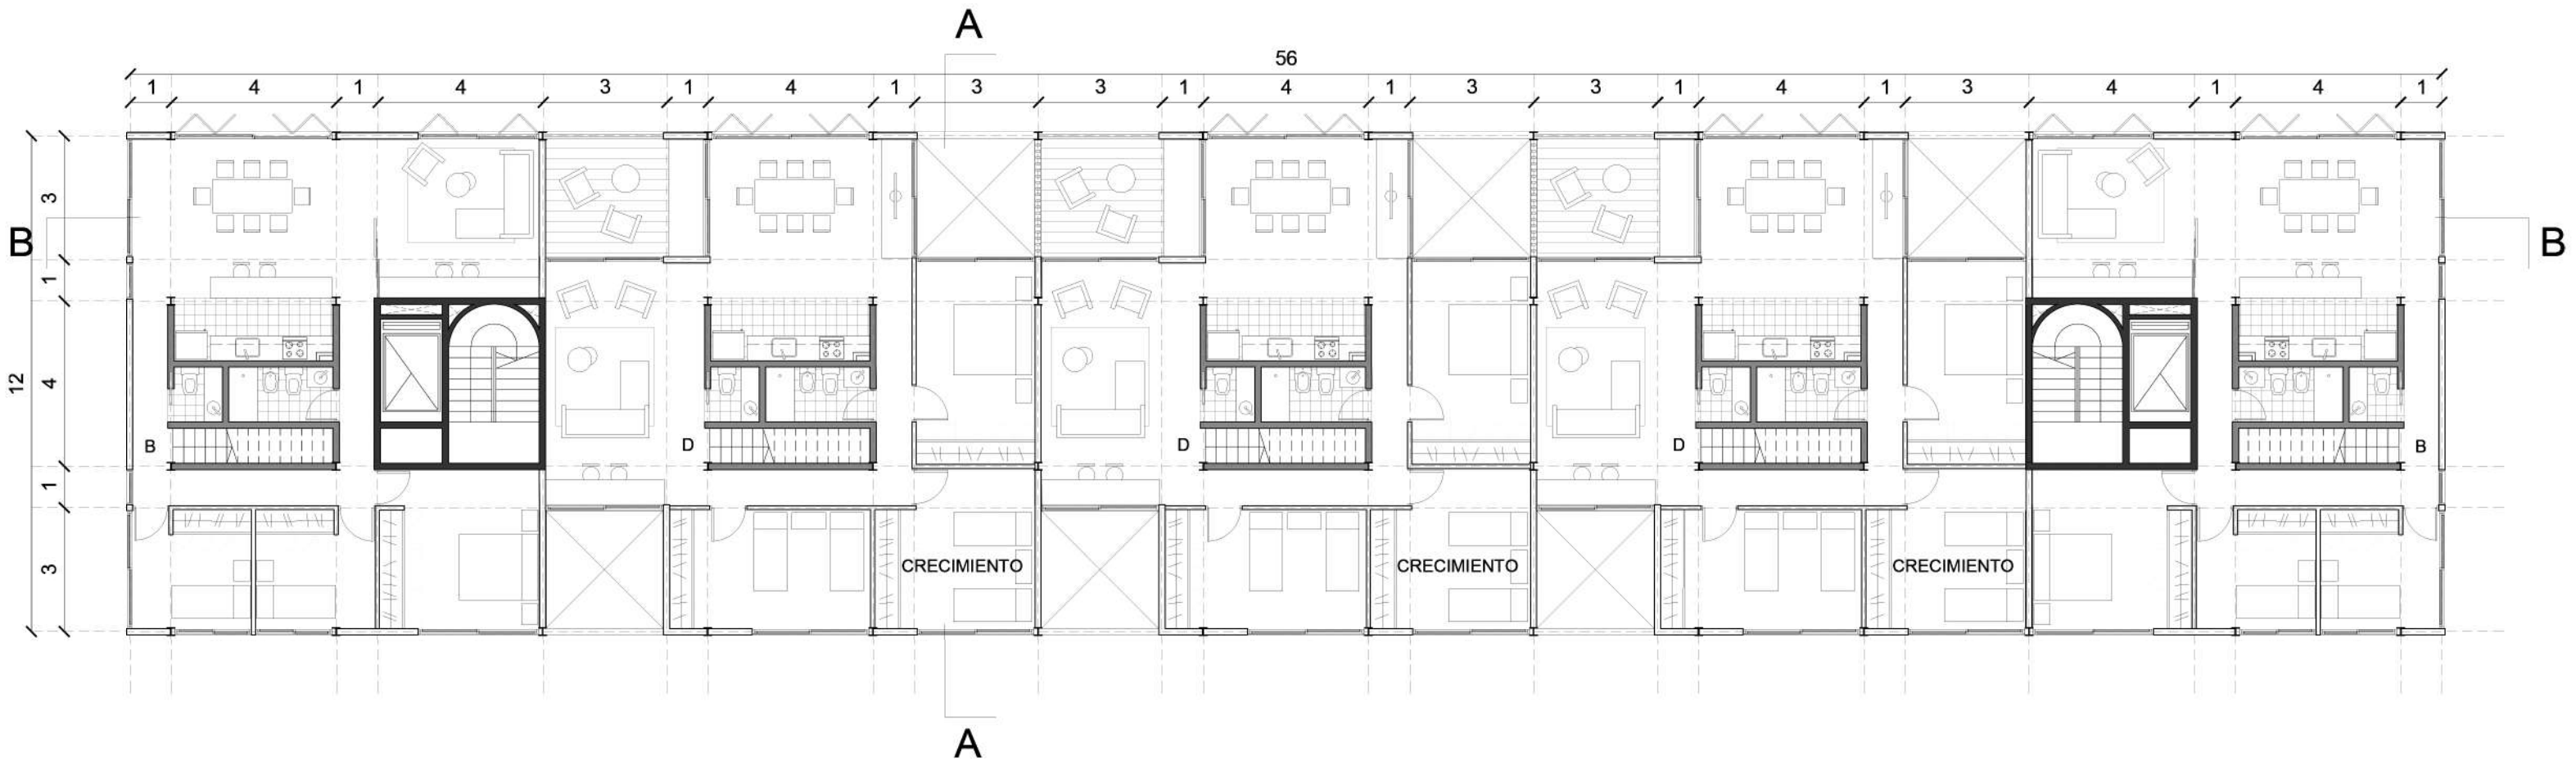 A
56
1 4 1 4 3 1 4 1 3 3 1 4 1 3 3 1 4 1 3 4 1 4 1
3
B B
1
12 4
B D D D B
1
3 CRECIMIENTO CRECIMIENTO CRECIMIENTO
A